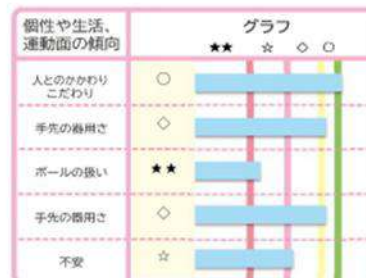 個性や生活、
運動面の傾向
グラフ
★★ ☆ ◇ ○
人とのかかわり
こだわり
○
手先の器用さ
◇
ボールの扱い
★★
手先の器用さ
◇
不安
☆